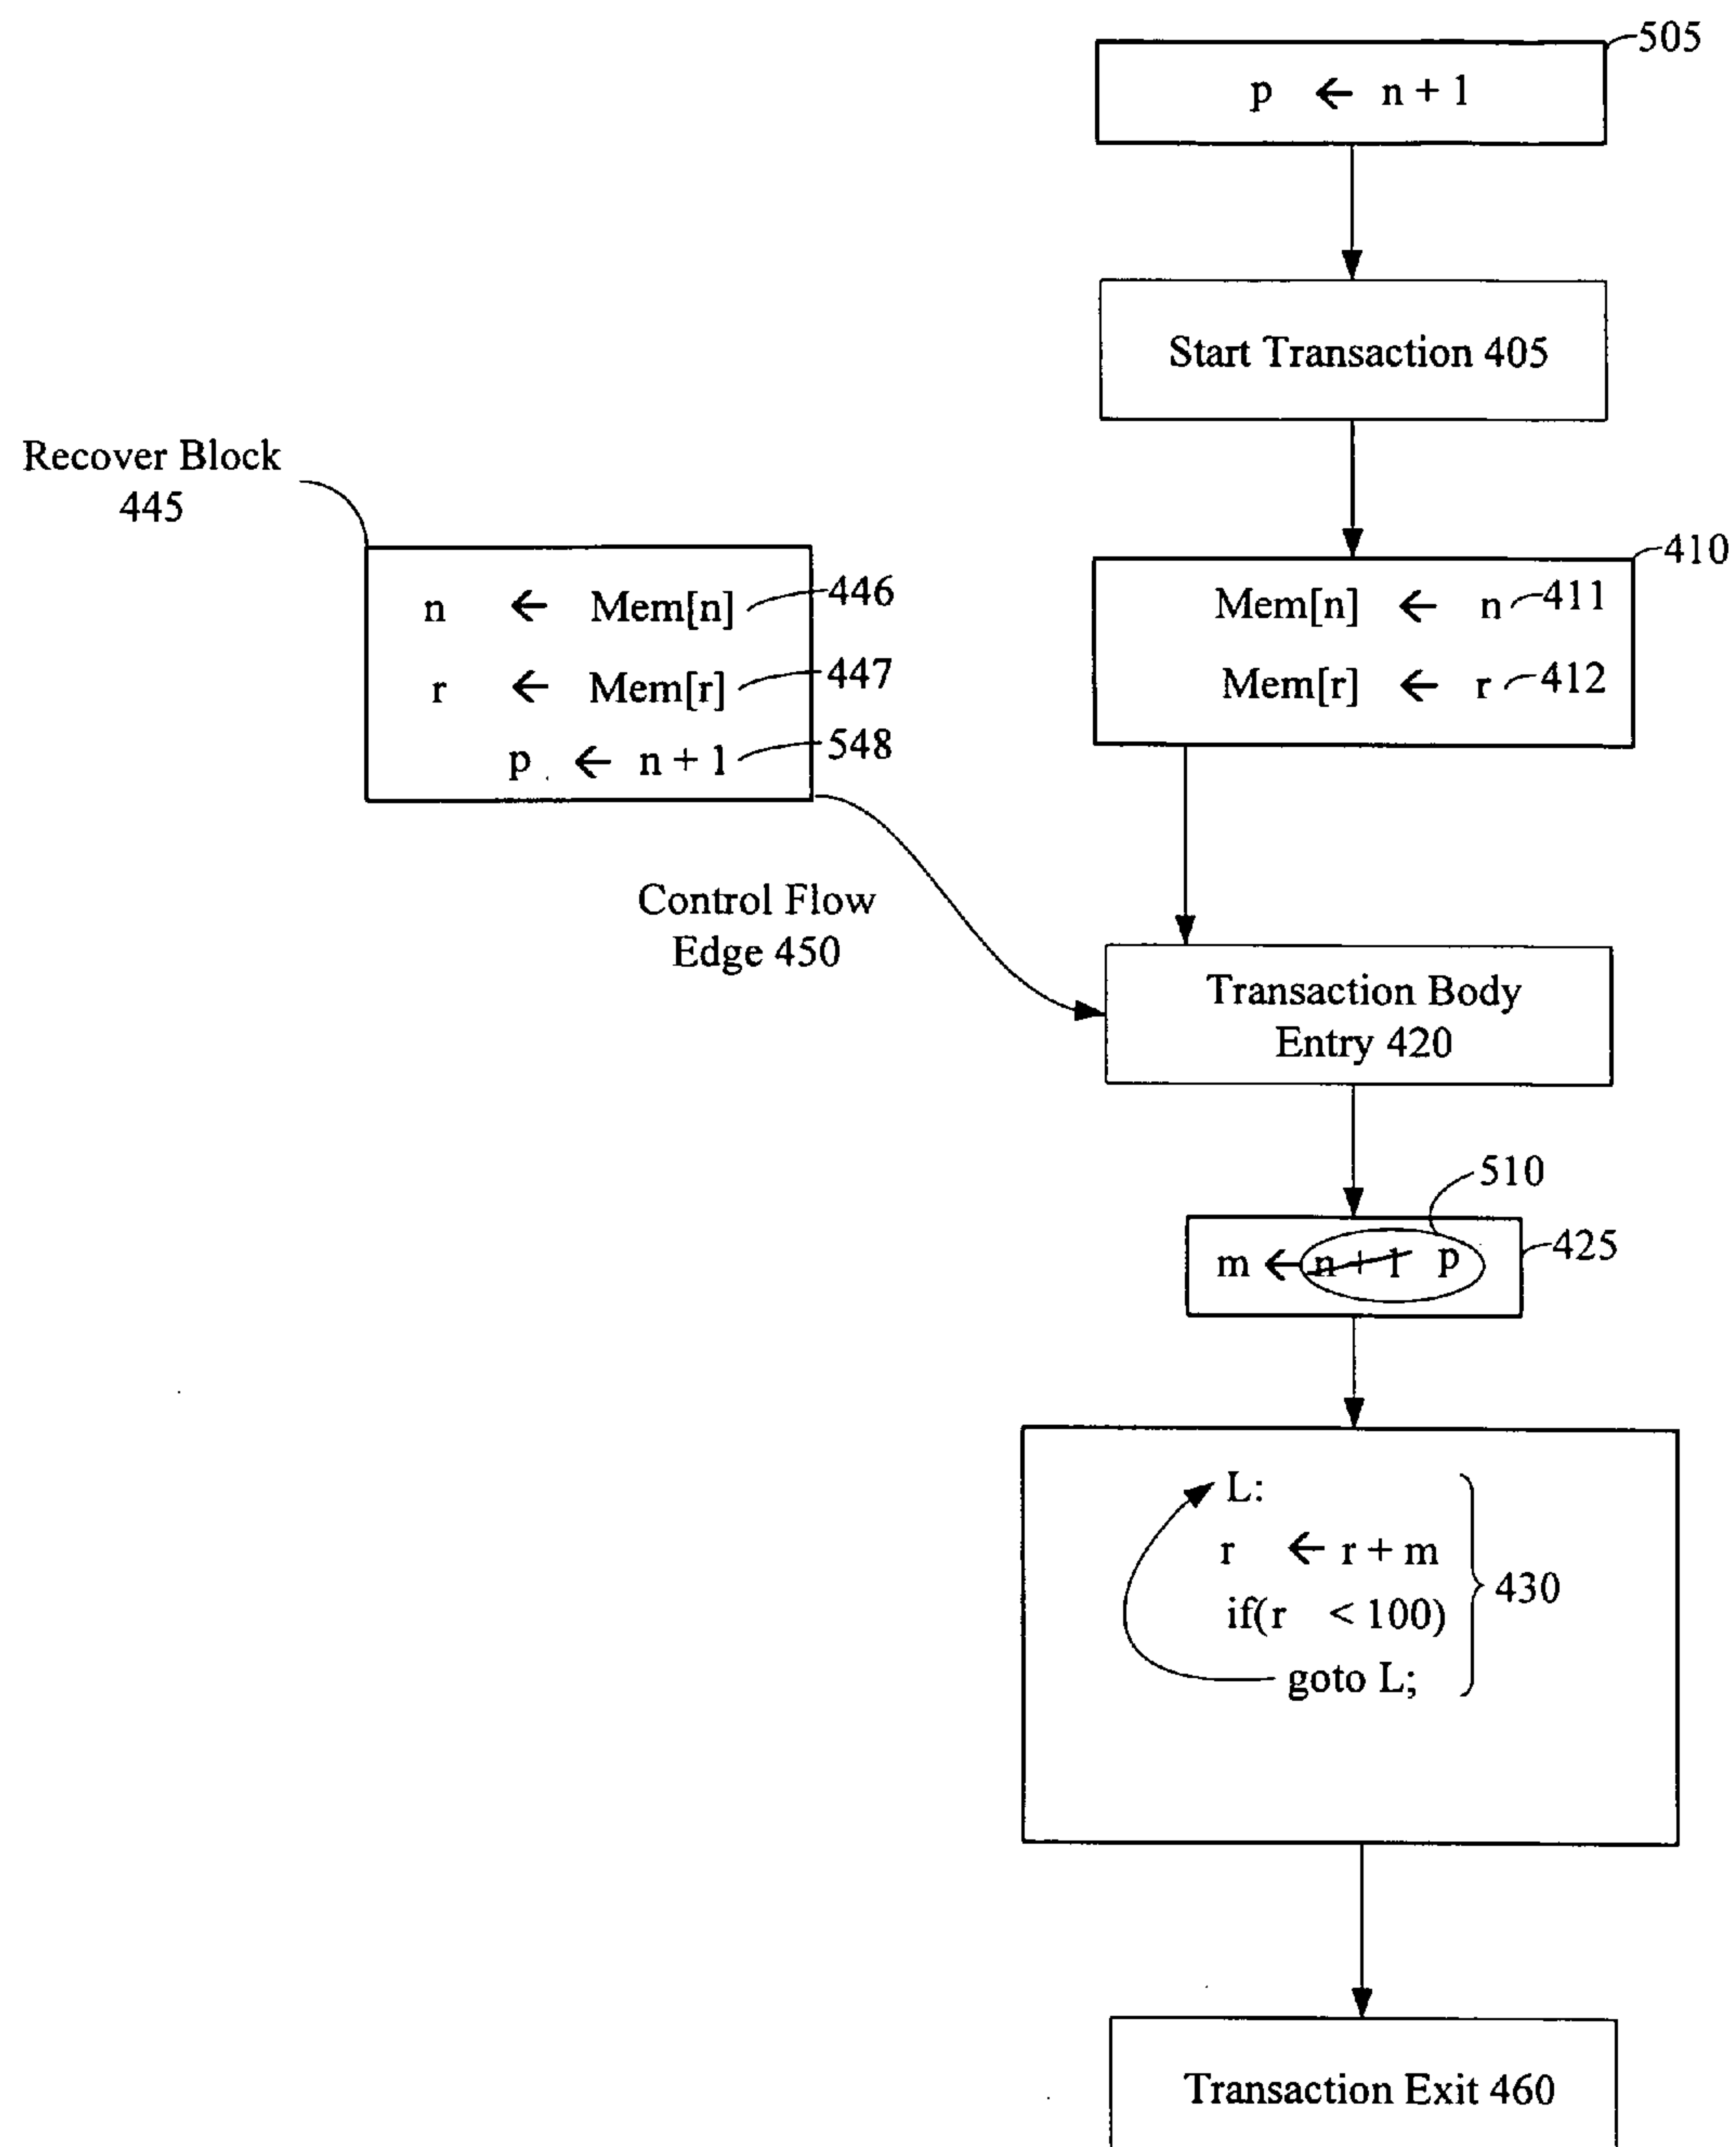 505
p ← n + 1
Start Transaction 405
Recover Block
445
n ← Mem[n] 446
r ← Mem[r] 447
p ← n + 1 548
410
Mem[n] ← n 411
Mem[r] ← r 412
Control Flow
Edge 450
Transaction Body
Entry 420
510
m ← n + 1 p 425
L:
r ← r + m
if(r < 100)
goto L;
430
Transaction Exit 460